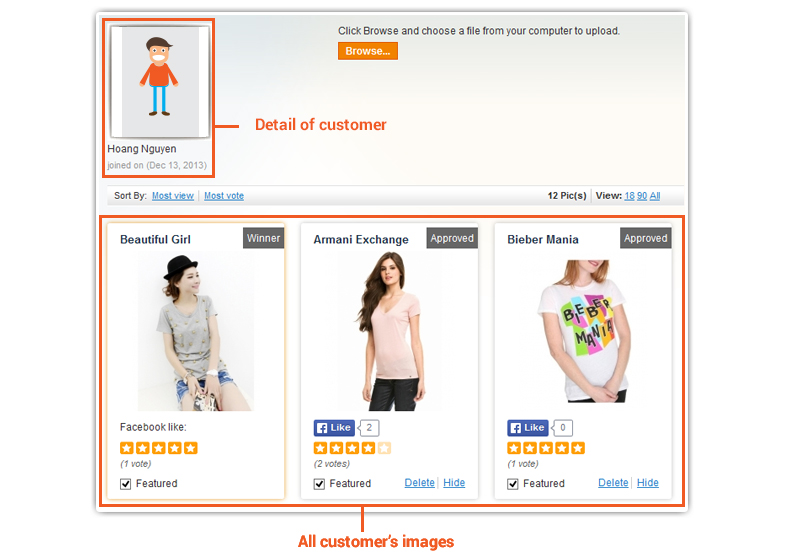 Click Browse and choose a file from your computer to upload.
Browse...
Detail of customer
Hoang Nguyen
joined on (Dec 13, 2013)
Sort By: Most view Most vote 12 Pic(s) View: 18 90 All
Beautiful Girl Winner Armani Exchange Approved Bieber Mania Approved
BIEBER
MANIA
Facebook like: Like 2 Like 0
(1 vote) (2 votes) (1 vote)
Featured Featured Delete Hide Featured Delete Hide
All customer's images